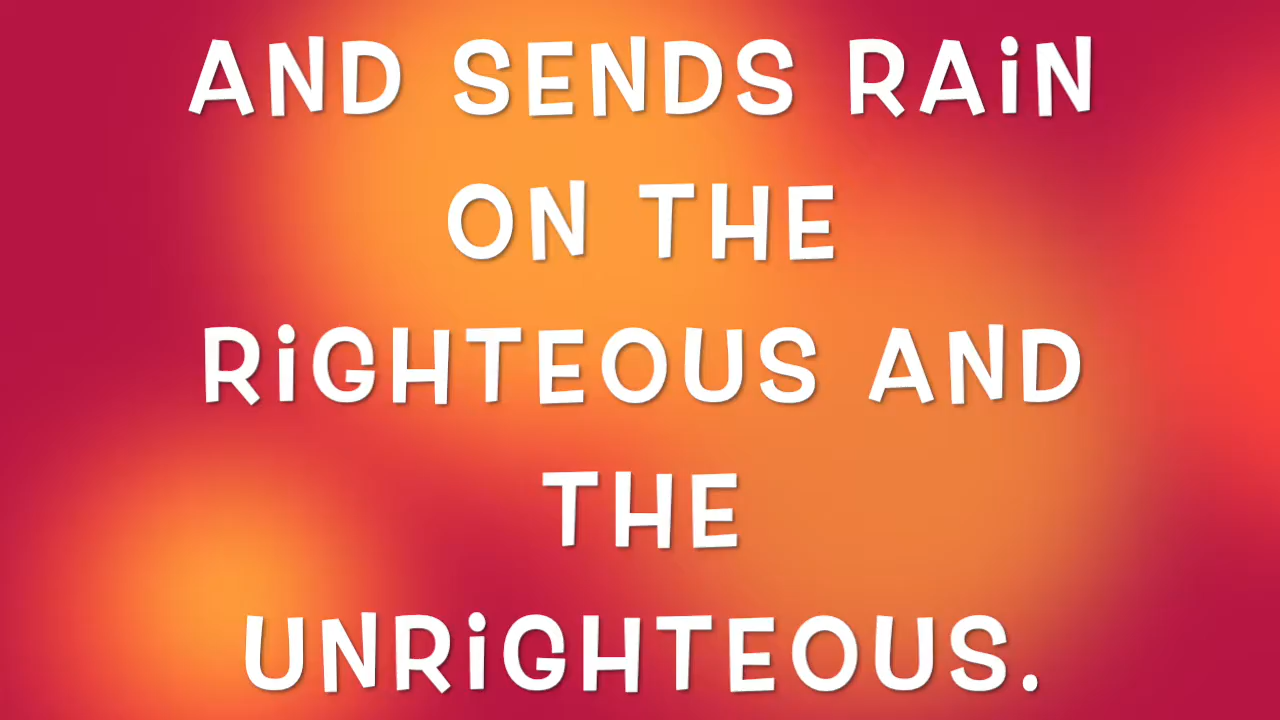 AND SENDS RAiN
ON THE
RiGHTEOUS AND
THE
UNRiGHTEOUS.